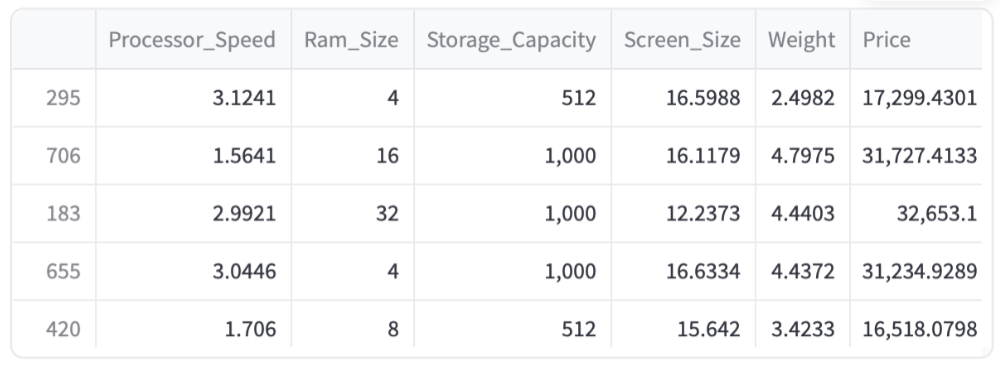 Processor_Speed Ram_Size Storage_Capacity Screen_Size Weight Price
295 3.1241 4 512 16.5988 2.4982 17,299.4301
706 1.5641 16 1,000 16.1179 4.7975 31,727.4133
183 2.9921 32 1,000 12.2373 4.4403 32,653.1
655 3.0446 4 1,000 16.6334 4.4372 31,234.9289
420 1.706 8 512 15.642 3.4233 16,518.0798